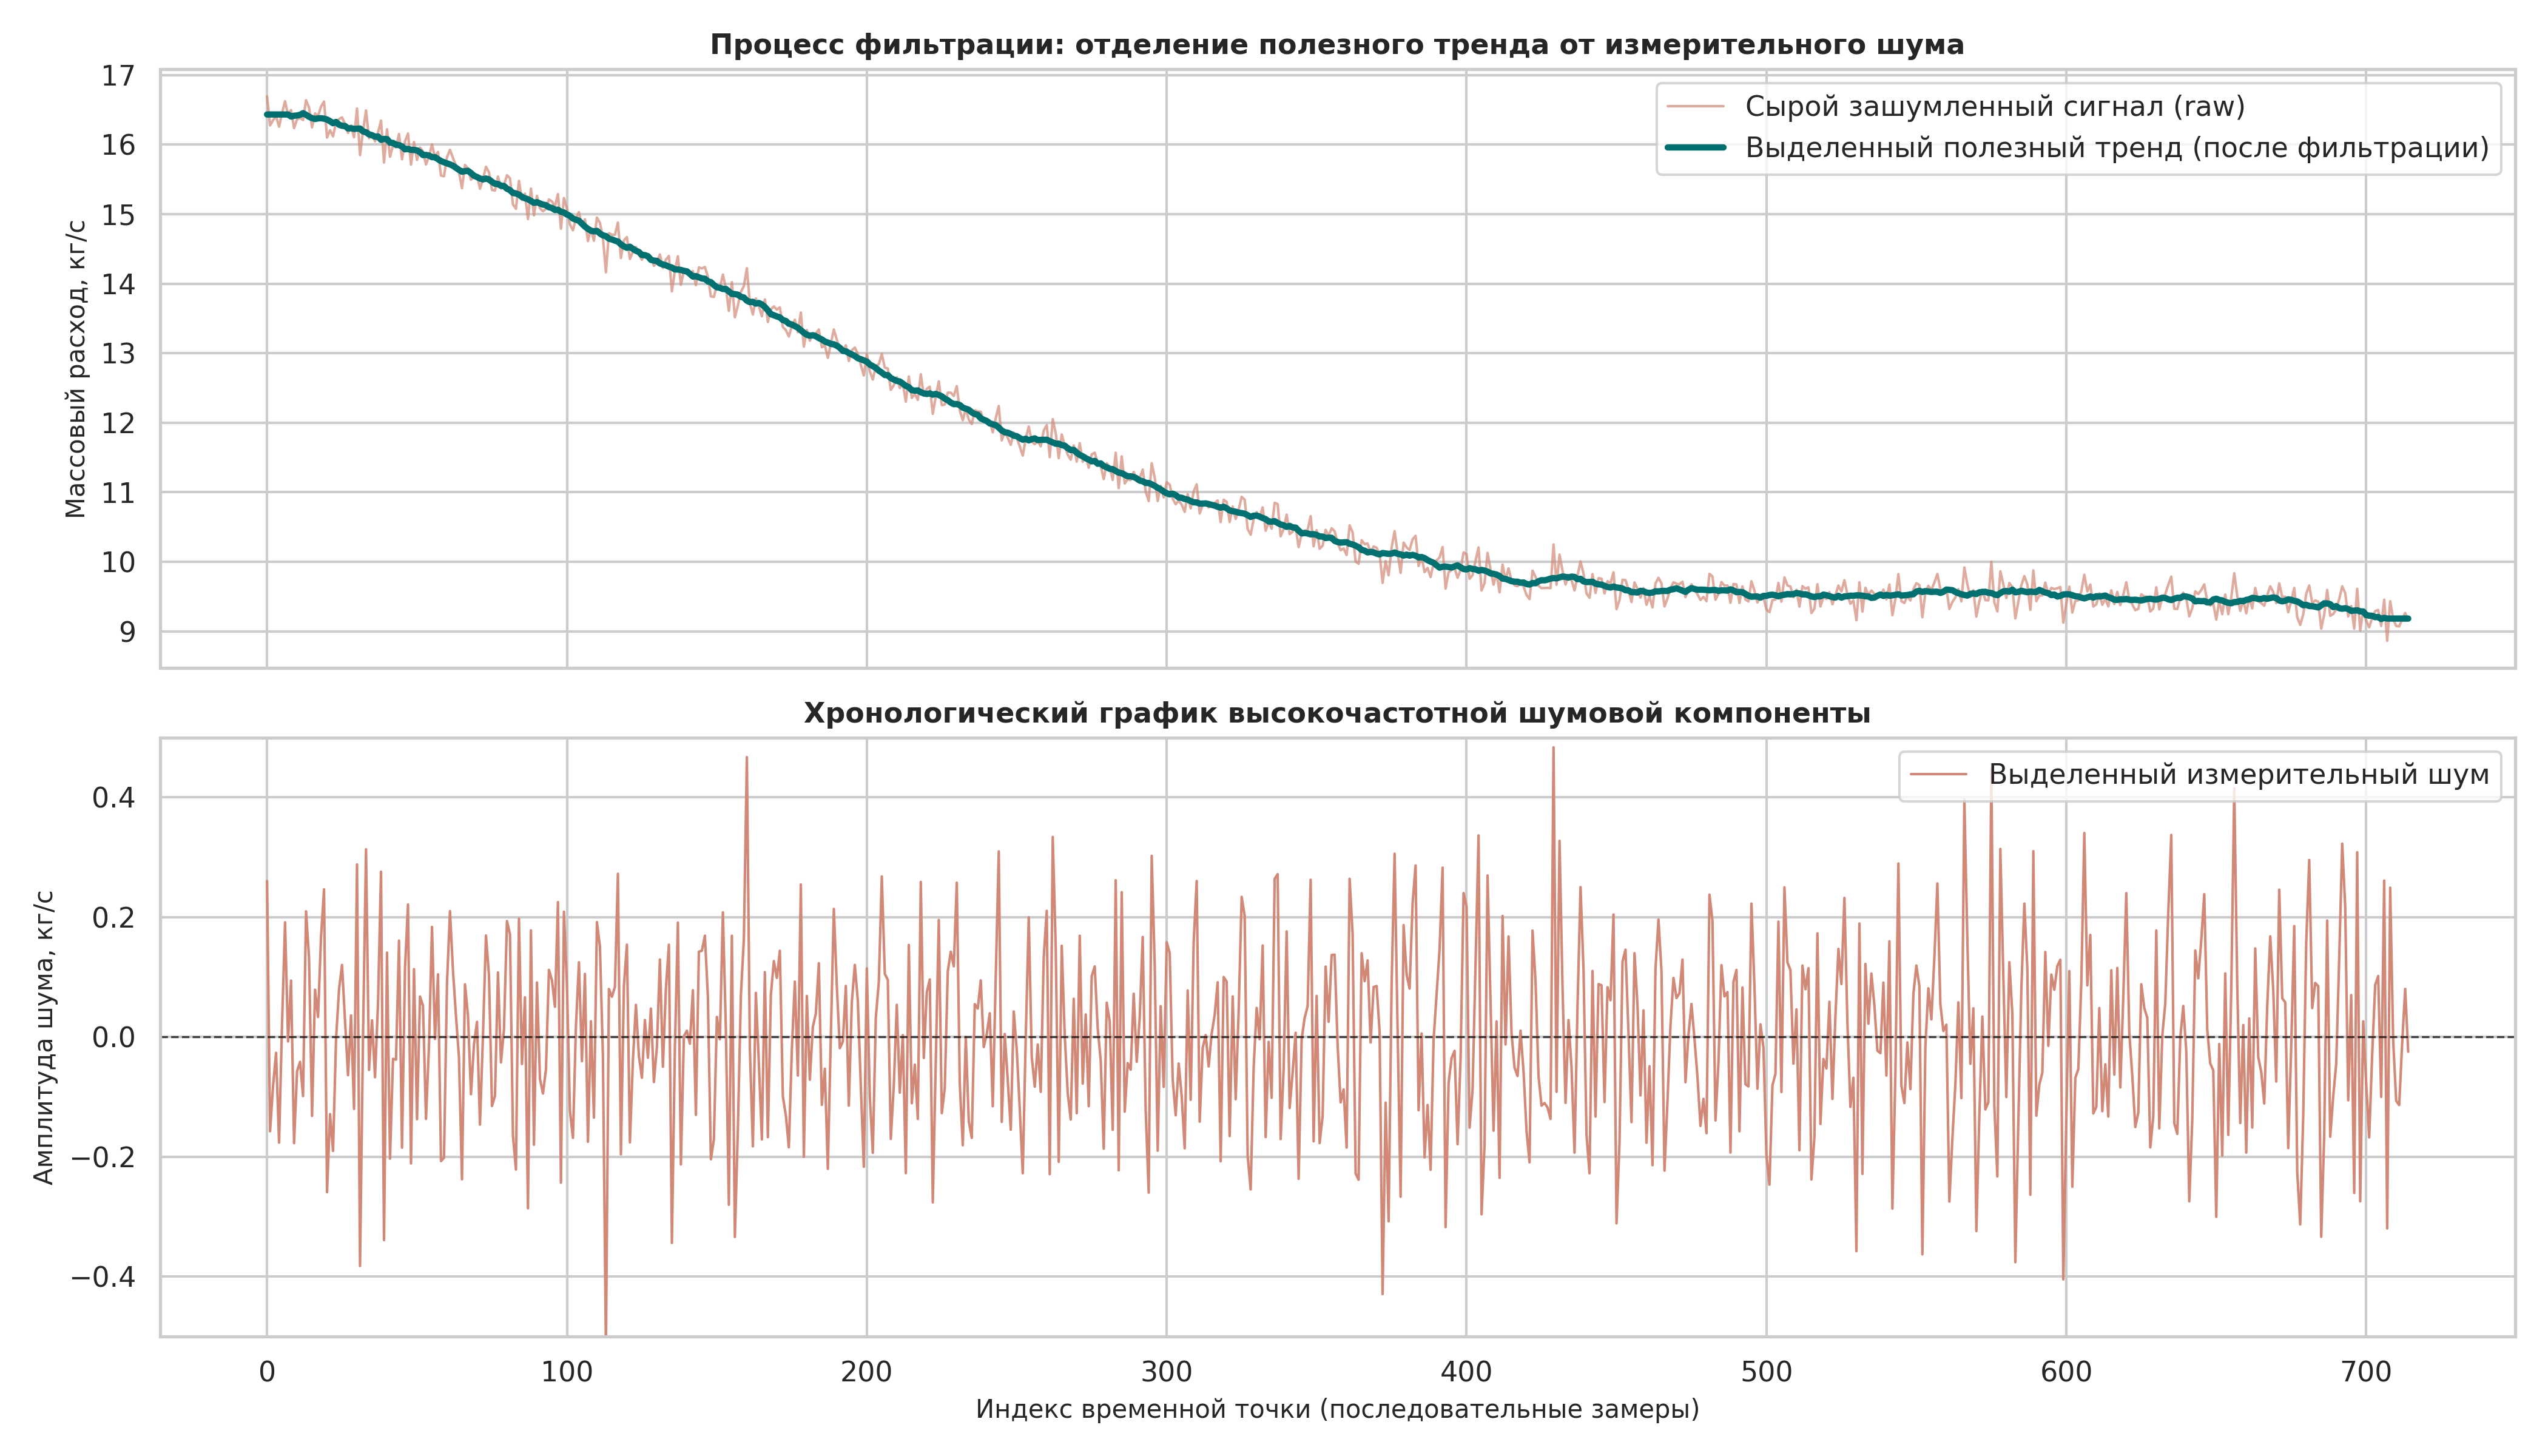 Процесс фильтрации: отделение полезного тренда от измерительного шума
17
16
15
14
13
12
11
10
9
Массовый расход, кг/с
Сырой зашумленный сигнал (raw)
Выделенный полезный тренд (после фильтрации)
Хронологический график высокочастотной шумовой компоненты
0.4
0.2
0.0
−0.2
−0.4
Амплитуда шума, кг/с
Выделенный измерительный шум
0 100 200 300 400 500 600 700
Индекс временной точки (последовательные замеры)